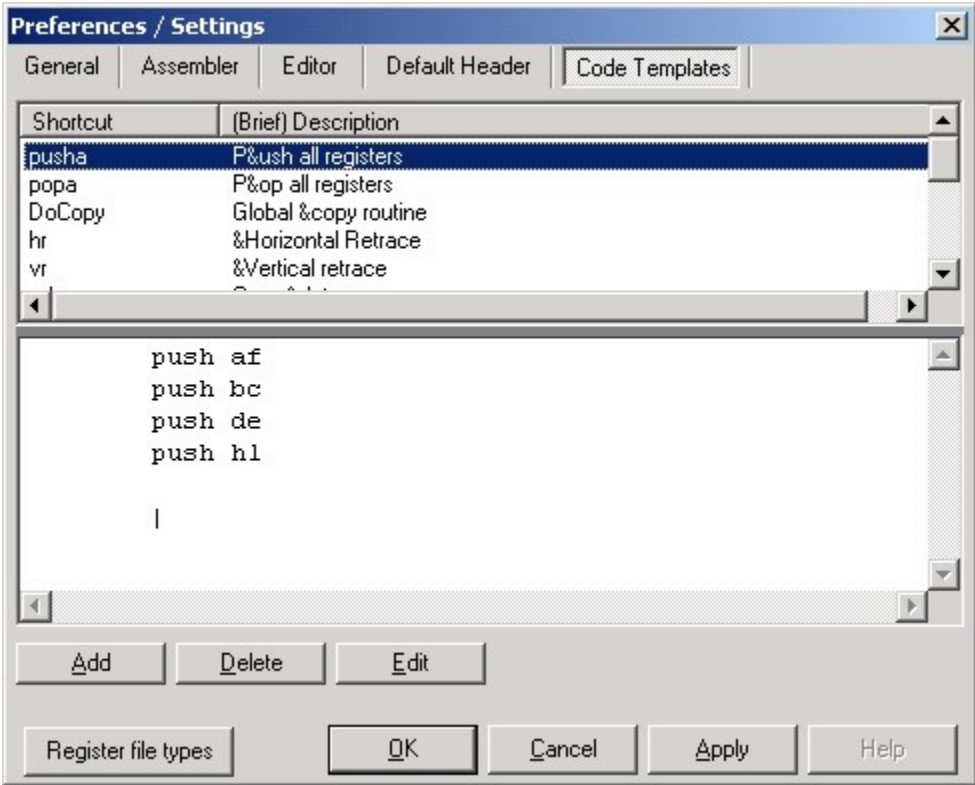 Preferences / Settings
General Assembler Editor Default Header Code Templates
Shortcut (Brief) Description
pusha P&ush all registers
popa P&op all registers
DoCopy Global &copy routine
hr &Horizontal Retrace
vr &Vertical retrace
push af
push bc
push de
push hl
|
Add Delete Edit
Register file types OK Cancel Apply Help